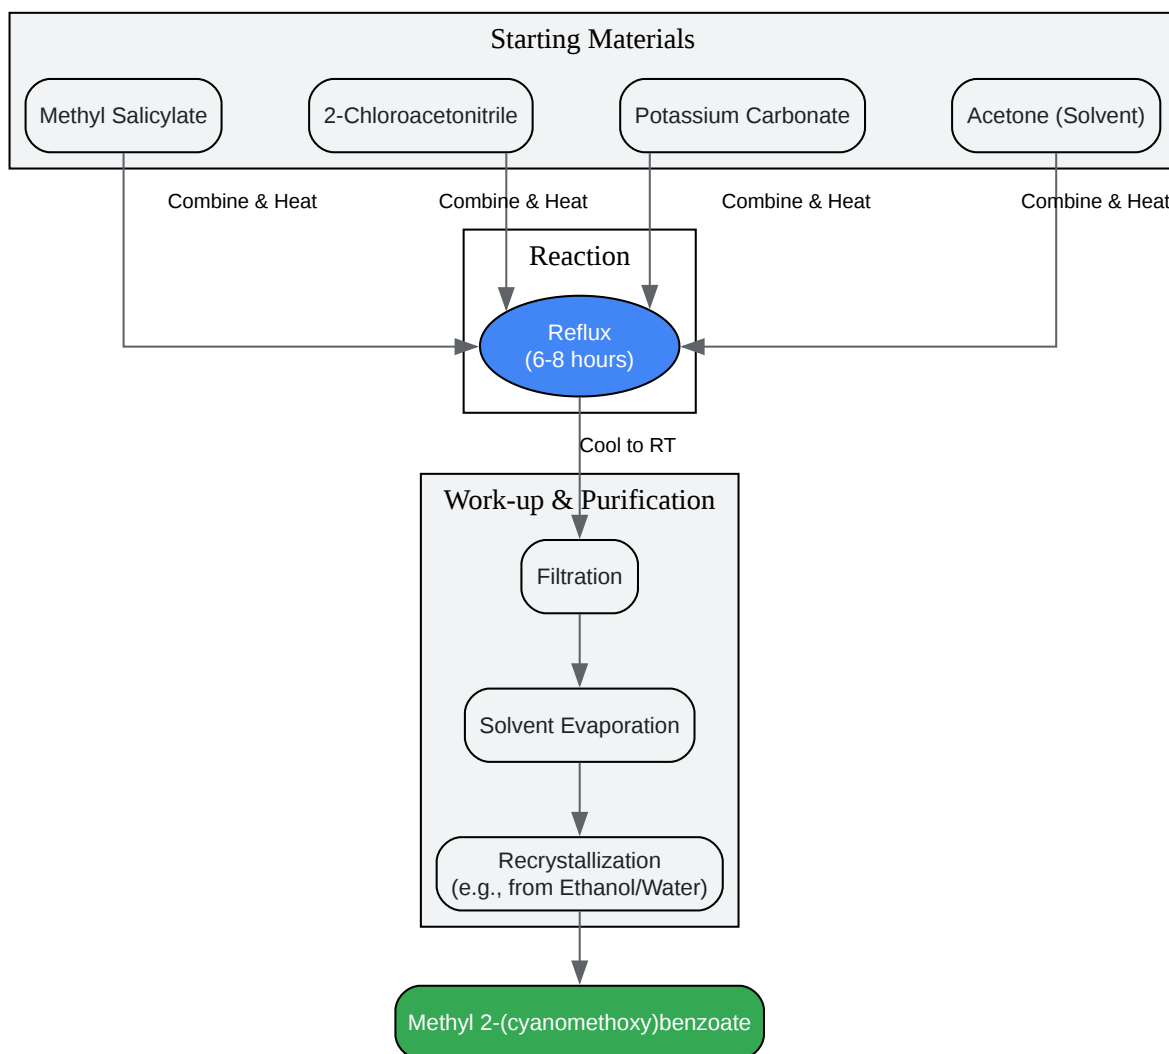 Starting Materials
Methyl Salicylate
2-Chloroacetonitrile
Potassium Carbonate
Acetone (Solvent)
Combine & Heat
Combine & Heat
Combine & Heat
Combine & Heat
Reaction
Reflux
(6-8 hours)
Cool to RT
Work-up & Purification
Filtration
Solvent Evaporation
Recrystallization
(e.g., from Ethanol/Water)
Methyl 2-(cyanomethoxy)benzoate